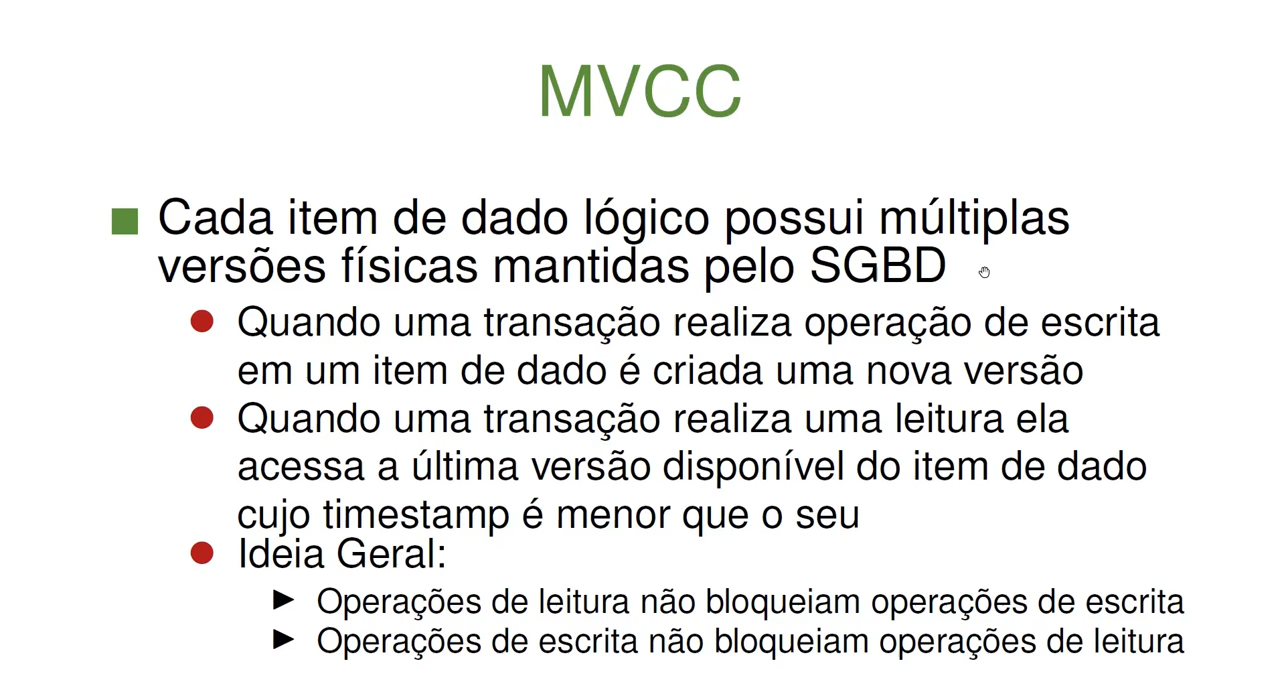 MVCC
Cada item de dado lógico possui múltiplas
versões físicas mantidas pelo SGBD
Quando uma transação realiza operação de escrita
em um item de dado é criada uma nova versão
Quando uma transação realiza uma leitura ela
acessa a última versão disponível do item de dado
cujo timestamp é menor que o seu
Ideia Geral:
Operações de leitura não bloqueiam operações de escrita
Operações de escrita não bloqueiam operações de leitura